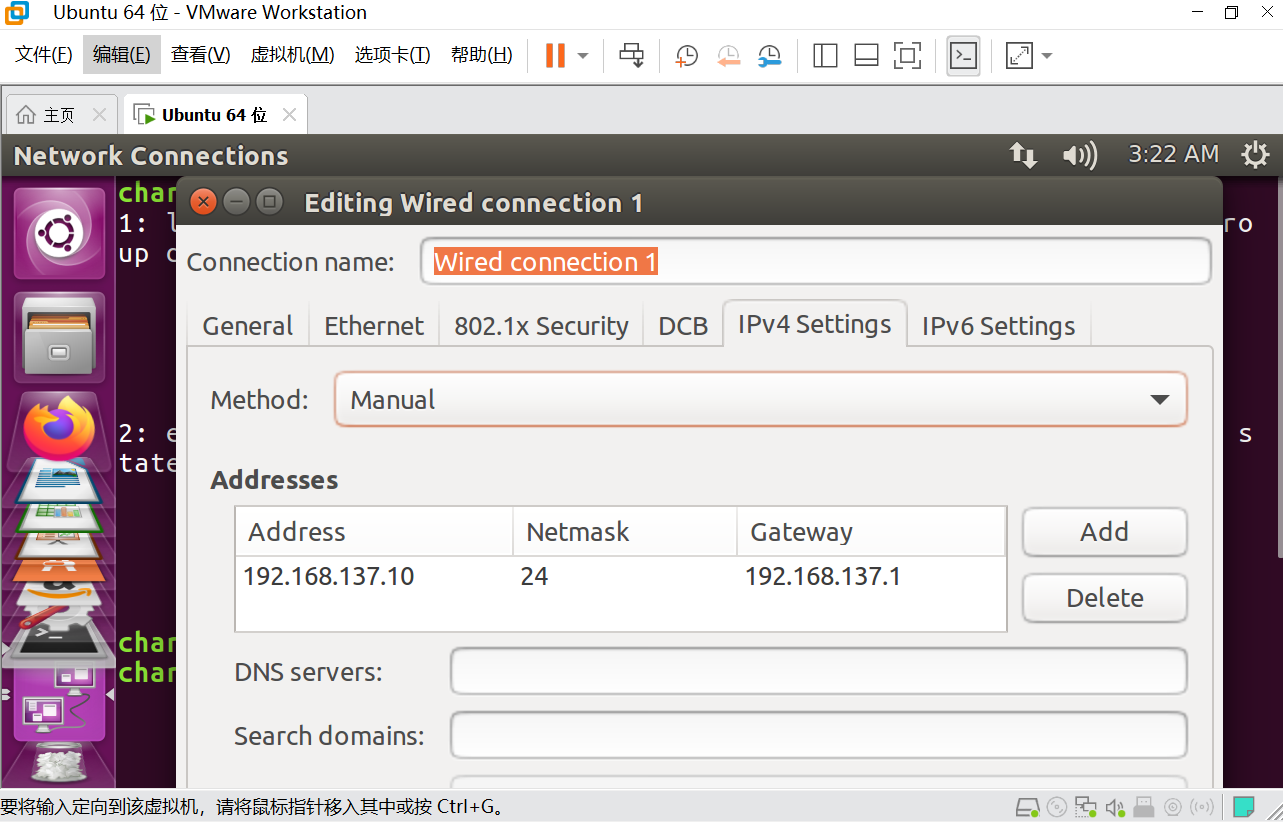 Ubuntu 64 位 - VMware Workstation
文件(F) 编辑(E) 查看(V) 虚拟机(M) 选项卡(T) 帮助(H)
主页 Ubuntu 64 位
Network Connections 3:22 AM
char
Editing Wired connection 1
1: l ro
up
Connection name: Wired connection 1
General Ethernet 802.1x Security DCB IPv4 Settings IPv6 Settings
Method: Manual
2: e s
tate
Addresses
Address Netmask Gateway Add
192.168.137.10 24 192.168.137.1
Delete
char
char
DNS servers:
Search domains:
要将输入定向到该虚拟机，请将鼠标指针移入其中或按 Ctrl+G。